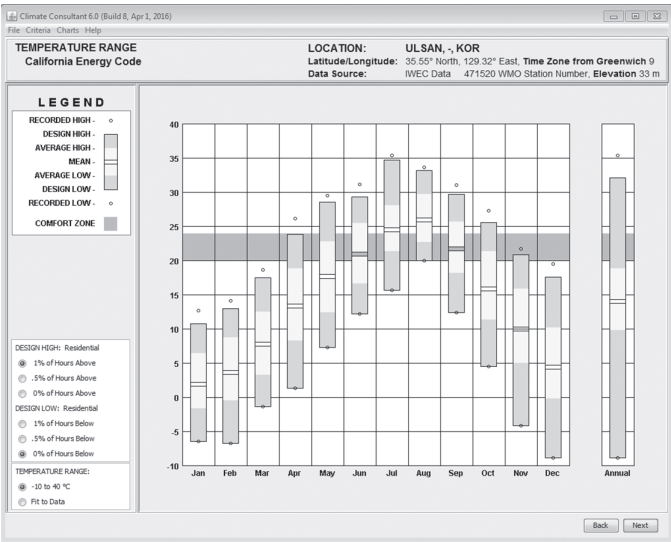 Climate Consultant 6.0 (Build 8, Apr 1, 2016)
File Criteria Charts Help
TEMPERATURE RANGE
California Energy Code
LOCATION: ULSAN, -, KOR
Latitude/Longitude: 35.55° North, 129.32° East, Time Zone from Greenwich 9
Data Source: IWEC Data 471520 WMO Station Number, Elevation 33 m
LEGEND
RECORDED HIGH -
DESIGN HIGH -
AVERAGE HIGH -
MEAN -
AVERAGE LOW -
DESIGN LOW -
RECORDED LOW -
COMFORT ZONE
DESIGN HIGH: Residential
1% of Hours Above
.5% of Hours Above
0% of Hours Above
DESIGN LOW: Residential
1% of Hours Below
.5% of Hours Below
0% of Hours Below
TEMPERATURE RANGE:
-10 to 40 °C
Fit to Data
40
35
30
25
20
15
10
5
0
-5
-10
Jan Feb Mar Apr May Jun Jul Aug Sep Oct Nov Dec Annual
Back Next